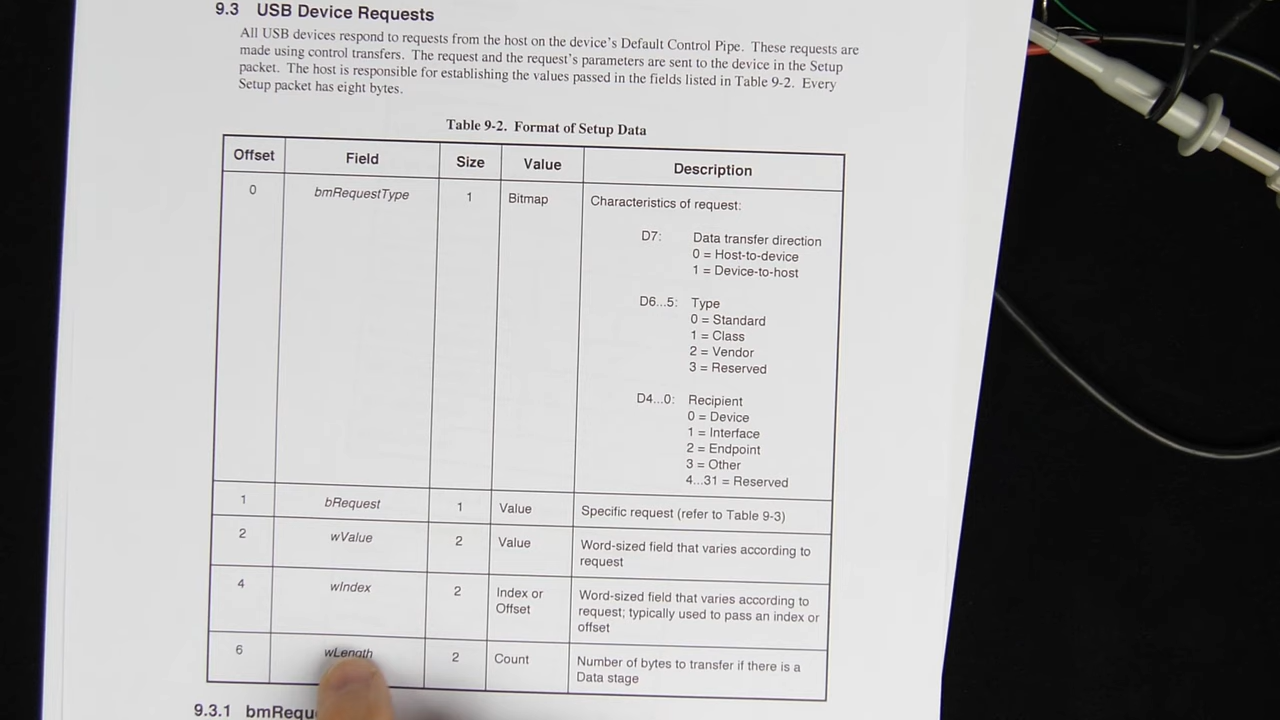 9.3 USB Device Requests
All USB devices respond to requests from the host on the device's Default Control Pipe. These requests are
made using control transfers. The request and the request's parameters are sent to the device in the Setup
packet. The host is responsible for establishing the values passed in the fields listed in Table 9-2. Every
Setup packet has eight bytes.
Table 9-2. Format of Setup Data
Offset Field Size Value Description
0 bmRequestType 1 Bitmap Characteristics of request:
D7: Data transfer direction
0 = Host-to-device
1 = Device-to-host
D6...5: Type
0 = Standard
1 = Class
2 = Vendor
3 = Reserved
D4...0: Recipient
0 = Device
1 = Interface
2 = Endpoint
3 = Other
4...31 = Reserved
1 bRequest 1 Value Specific request (refer to Table 9-3)
2 wValue 2 Value Word-sized field that varies according to
request
4 wIndex 2 Index or Word-sized field that varies according to
Offset request; typically used to pass an index or
offset
6 wLength 2 Count Number of bytes to transfer if there is a
Data stage
9.3.1